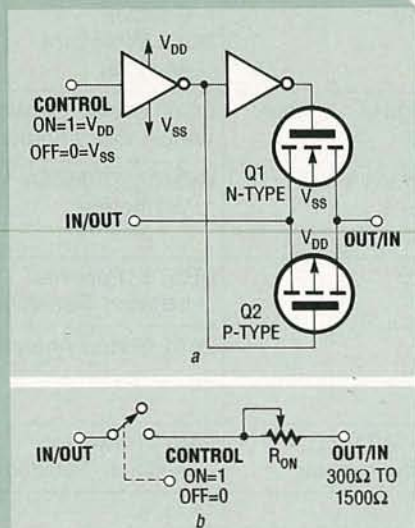 V_DD
CONTROL
ON=1=V_DD
OFF=0=V_SS
V_SS
Q1
N-TYPE
V_SS
IN/OUT
V_DD
OUT/IN
Q2
P-TYPE
a
IN/OUT
CONTROL
ON=1
OFF=0
R_ON
OUT/IN
300Ω TO
1500Ω
b